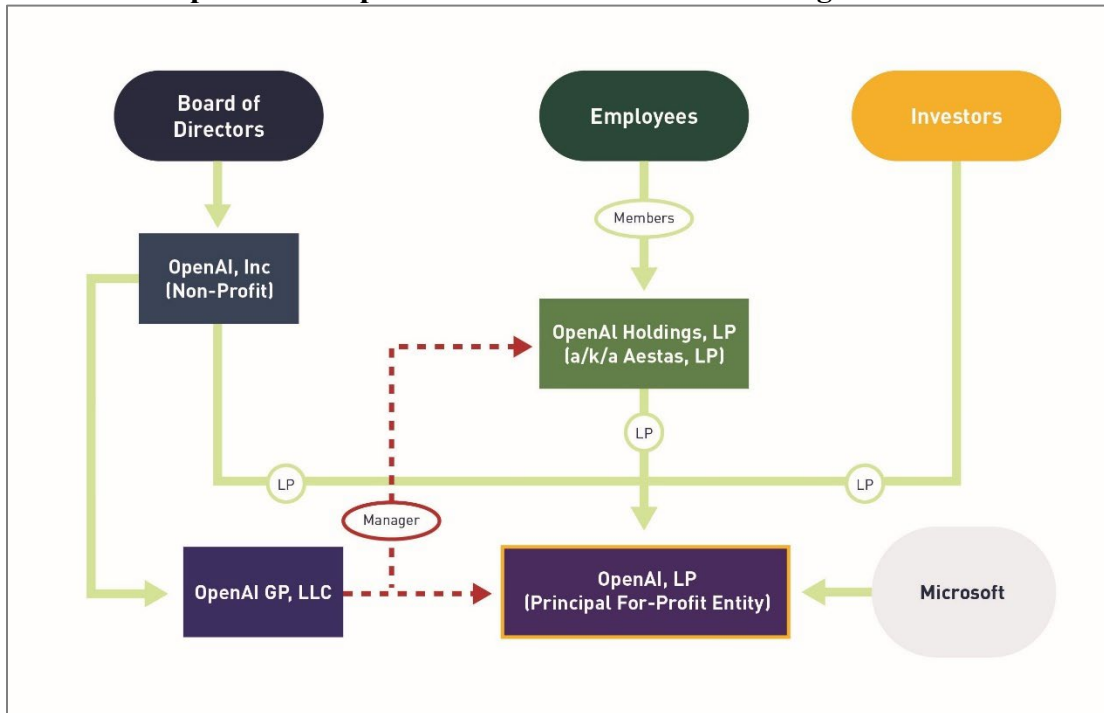 Board of
Directors
Employees
Investors
Members
OpenAI, Inc
(Non-Profit)
OpenAI Holdings, LP
(a/k/a Aestas, LP)
LP
LP
LP
Manager
OpenAI GP, LLC
OpenAI, LP
(Principal For-Profit Entity)
Microsoft